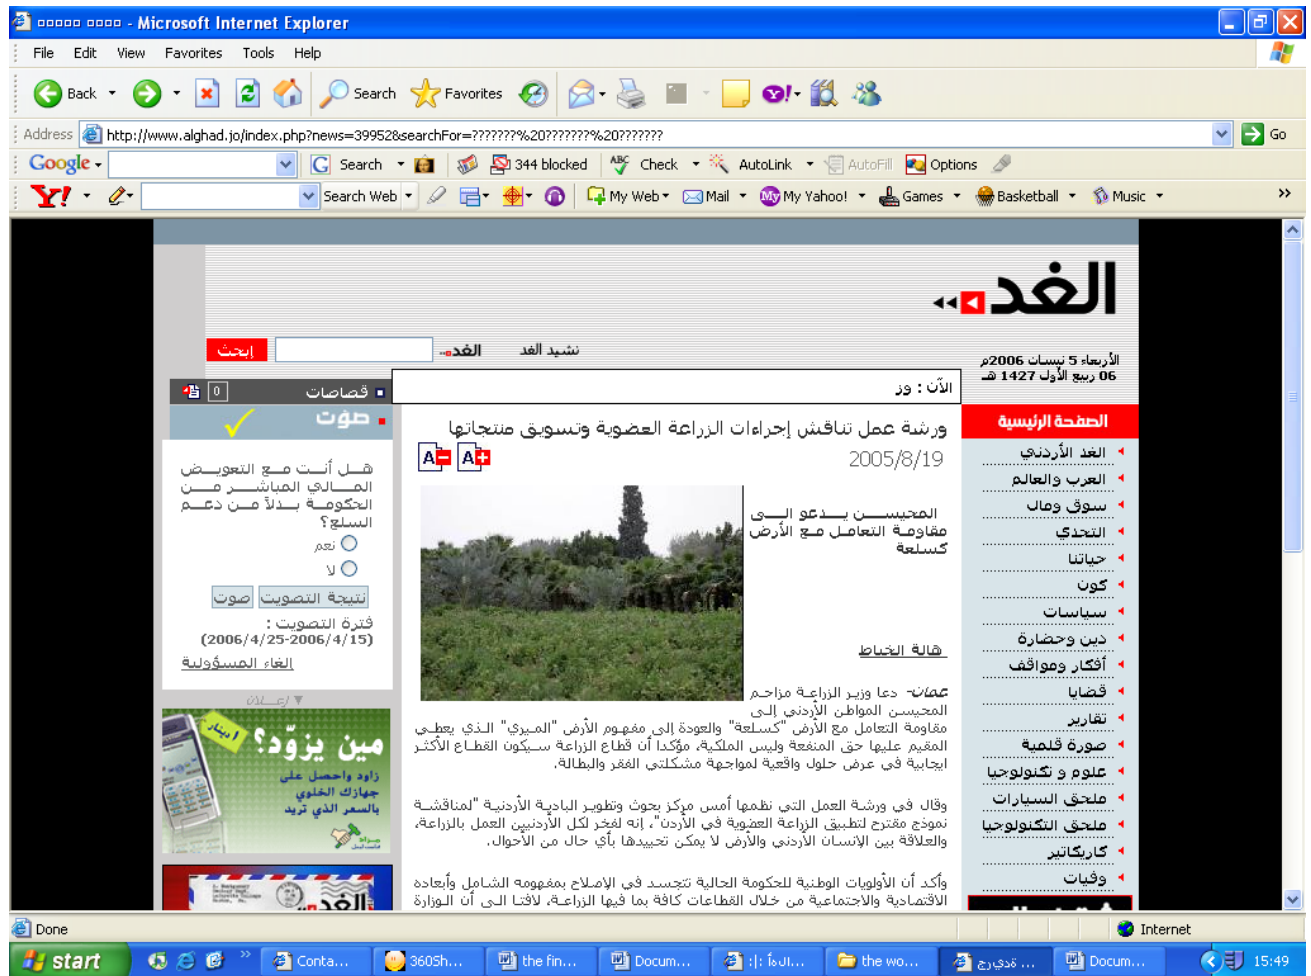 - Microsoft Internet Explorer
File Edit View Favorites Tools Help
Back Search Favorites
Address http://www.alghad.jo/index.php?news=39952&searchFor=???????%20???????%20??????? Go
Google Search 344 blocked Check AutoLink AutoFill Options
Y! Search Web My Web Mail My Yahoo! Games Basketball Music
الغد
الأربعاء 5 نيسان 2006م
06 ربيع الأول 1427 هـ
نشيد الغد الغد إبحث
الآن : وز
الصفحة الرئيسية
الغد الأردني
العرب والعالم
سوق ومال
التحدي
حياتنا
كون
سياسات
دين وحضارة
أفكار ومواقف
قضايا
تقارير
صورة قلمية
علوم و تكنولوجيا
ملحق السيارات
ملحق التكنولوجيا
كاريكاتير
وفيات
ورشة عمل تناقش إجراءات الزراعة العضوية وتسويق منتجاتها
2005/8/19
A A
المحيسن يدعو الى
مقاومة التعامل مع الأرض
كسلعة
هالة الخياط
عمان- دعا وزير الزراعة مزاحم
المحيسن المواطن الأردني إلى
مقاومة التعامل مع الأرض "كسلعة" والعودة إلى مفهوم الأرض "الميري" الذي يعطي
المقيم عليها حق المنفعة وليس الملكية، مؤكدا أن قطاع الزراعة سيكون القطاع الأكثر
ايجابية في عرض حلول واقعية لمواجهة مشكلتي الفقر والبطالة.
وقال في ورشة العمل التي نظمها أمس مركز بحوث وتطوير البادية الأردنية "لمناقشة
نموذج مقترح لتطبيق الزراعة العضوية في الأردن"، إنه لفخر لكل الأردنيين العمل بالزراعة،
والعلاقة بين الإنسان الأردني والأرض لا يمكن تحييدها بأي حال من الأحوال.
وأكد أن الأولويات الوطنية للحكومة الحالية تتجسد في الإصلاح بمفهومه الشامل وأبعاده
الاقتصادية والاجتماعية من خلال القطاعات كافة بما فيها الزراعة، لافتا الى أن الوزارة
قصاصات 0
صوّت
هل أنت مع التعويض
المالي المباشر من
الحكومة بدلاً من دعم
السلع؟
نعم
لا
صوت نتيجة التصويت
فترة التصويت :
(2006/4/25-2006/4/15)
إلغاء المسؤولية
إعلان
مين يزوّد؟
زاود واحصل على
جهازك الخلوي
بالسعر الذي تريد
الغد
Done Internet
start Conta... 360Sh... the fin... Docum... the wo... Docum... 15:49